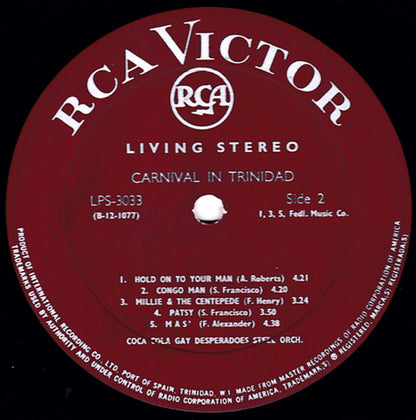 RCA VICTOR
RCA
LIVING STEREO
CARNIVAL IN TRINIDAD
LPS-3033
(B-12-1077)
Side 2
1, 3, 5, Fedl. Music Co.
1. HOLD ON TO YOUR MAN (A. Roberts) 4.21
2. CONGO MAN (S. Francisco) 4.20
3. MILLIE & THE CENTEPEDE (F. Henry) 3.24
4. PATSY (S. Francisco) 3.50
5. MAS' (F. Alexander) 4.38
COCA COLA GAY DESPERADOES STEEL ORCH.
PRODUCT OF INTERNATIONAL RECORDING CO. LTD. PORT OF SPAIN, TRINIDAD, W I MADE FROM MASTER RECORDINGS OF RADIO CORPORATION OF AMERICA
TRADEMARKS USED BY AUTHORITY AND UNDER CONTROL OF RADIO CORPORATION OF AMERICA, TRADEMARK(S) ® REGISTERED, MARCA(S) REGISTRADA(S)